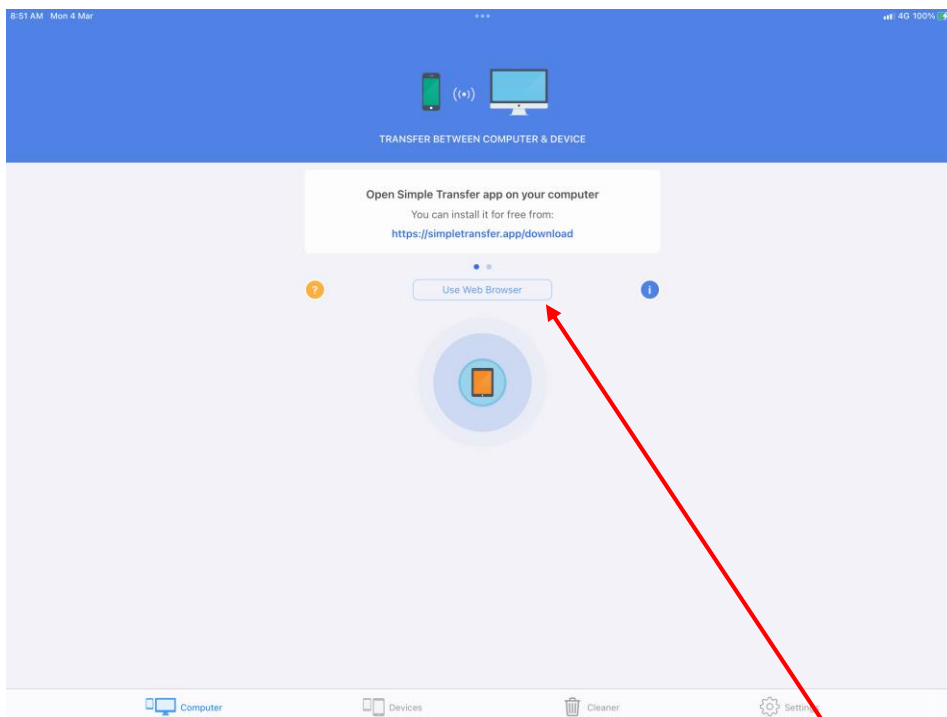 8:51 AM Mon 4 Mar
4G 100%
TRANSFER BETWEEN COMPUTER & DEVICE
Open Simple Transfer app on your computer
You can install it for free from:
https://simpletransfer.app/download
?
Use Web Browser
i
Computer
Devices
Cleaner
Settings